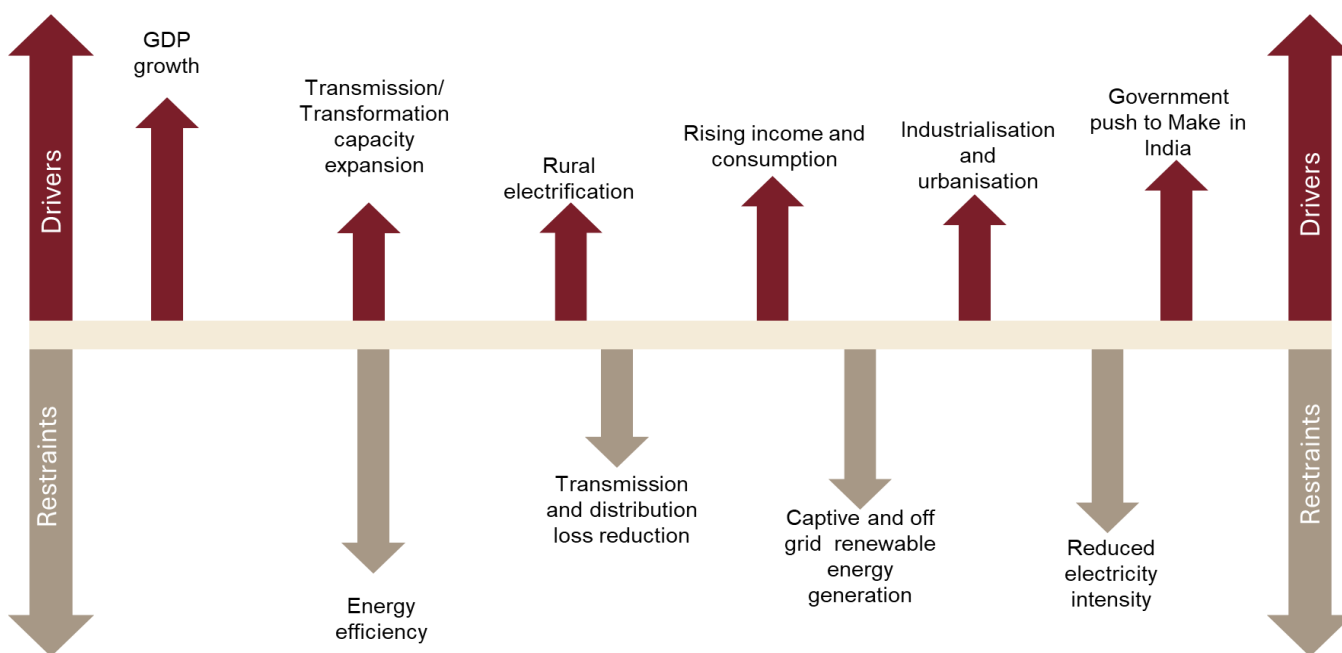 Drivers
GDP
growth
Transmission/
Transformation
capacity
expansion
Rural
electrification
Rising income and
consumption
Industrialisation
and
urbanisation
Government
push to Make in
India
Drivers
Restraints
Energy
efficiency
Transmission
and distribution
loss reduction
Captive and off
grid renewable
energy
generation
Reduced
electricity
intensity
Restraints